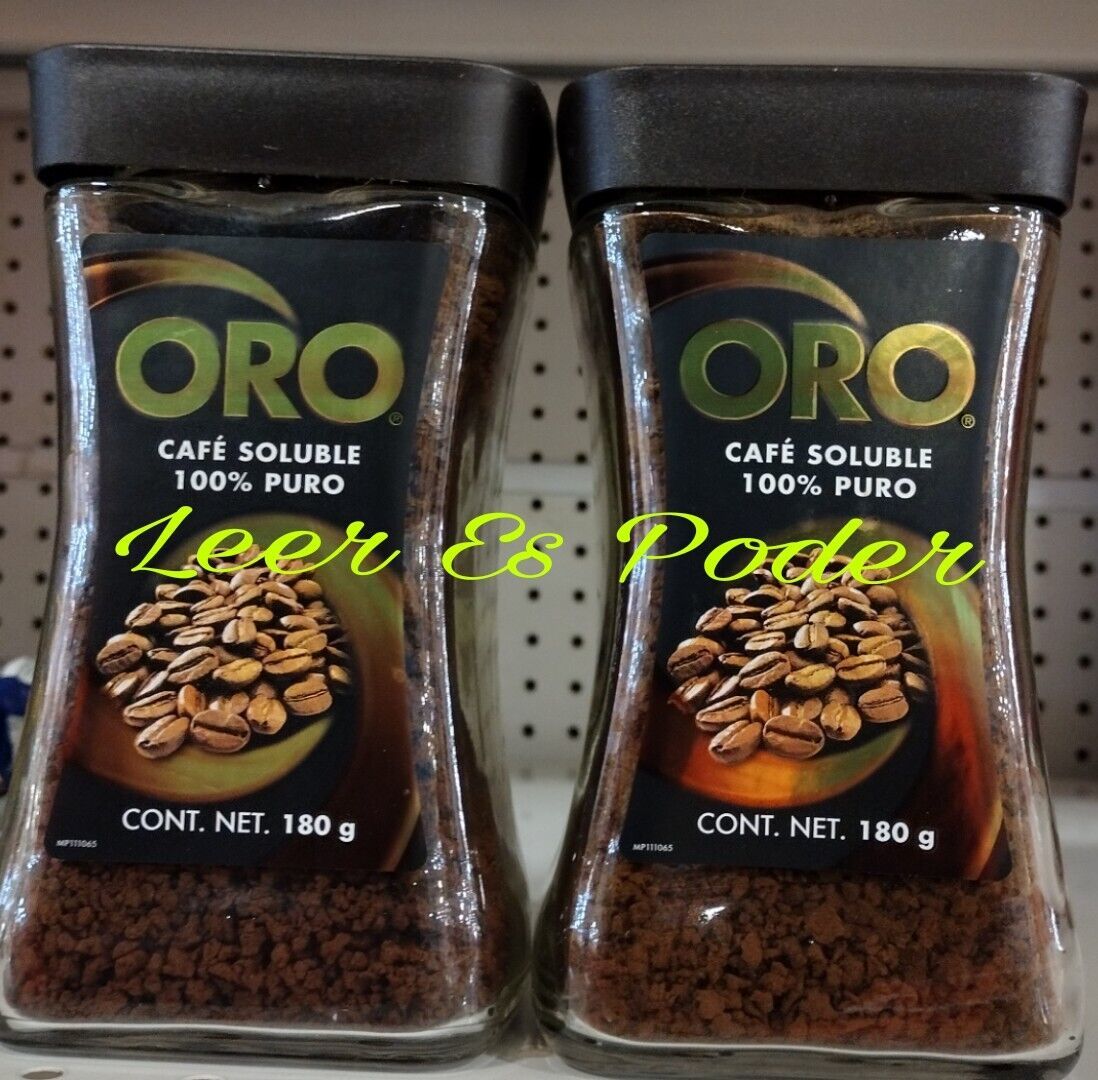 ORO®
CAFÉ SOLUBLE
100% PURO
CONT. NET. 180 g
MP111065
ORO®
CAFÉ SOLUBLE
100% PURO
CONT. NET. 180 g
MP111065
Leer Es Poder